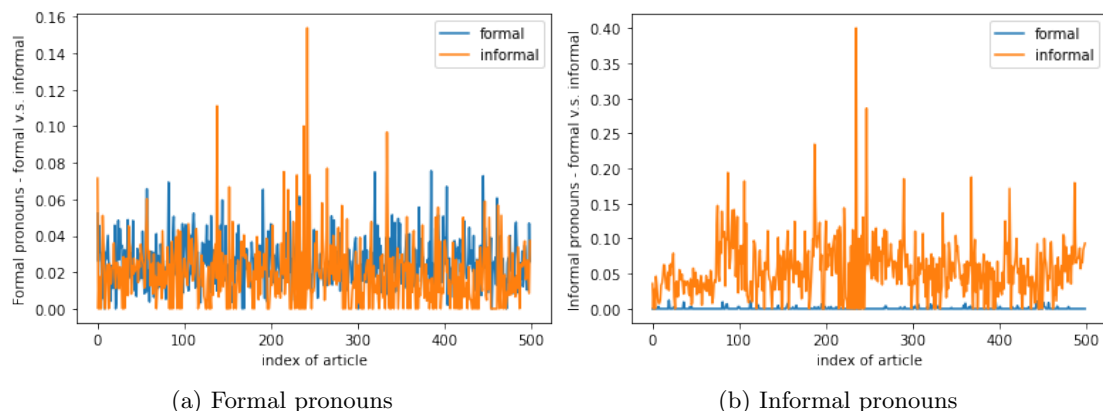 Formal pronouns - formal v.s. informal
0.16
0.14
0.12
0.10
0.08
0.06
0.04
0.02
0.00
formal
informal
0 100 200 300 400 500
index of article
(a) Formal pronouns
Informal pronouns - formal v.s. informal
0.40
0.35
0.30
0.25
0.20
0.15
0.10
0.05
0.00
formal
informal
0 100 200 300 400 500
index of article
(b) Informal pronouns